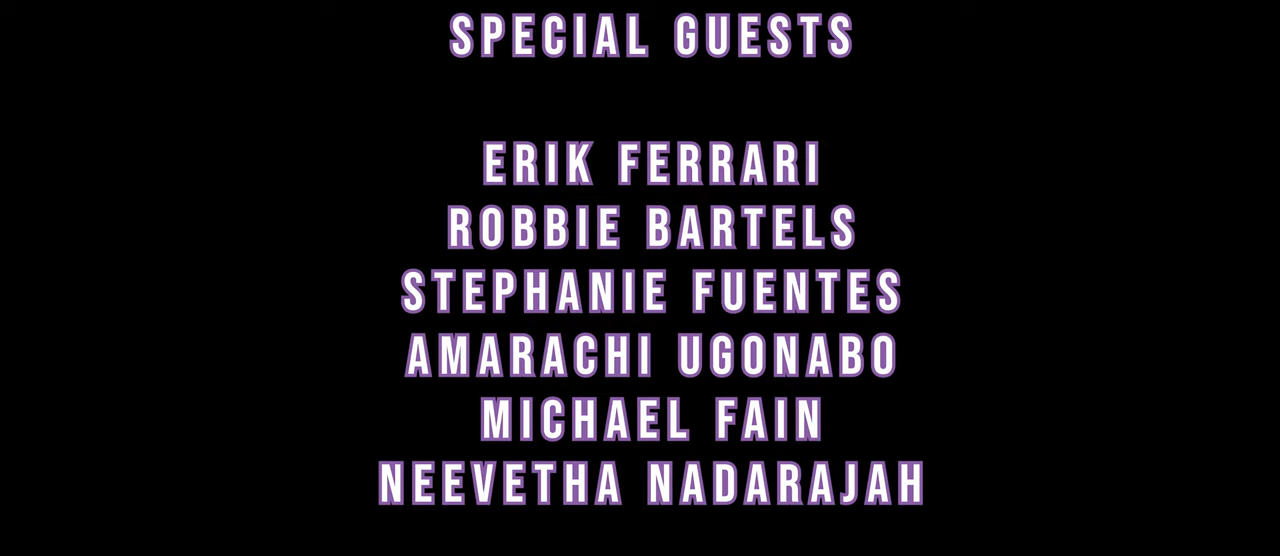 SPECIAL GUESTS
ERIK FERRARI
ROBBIE BARTELS
STEPHANIE FUENTES
AMARACHI UGONABO
MICHAEL FAIN
NEEVETHA NADARAJAH